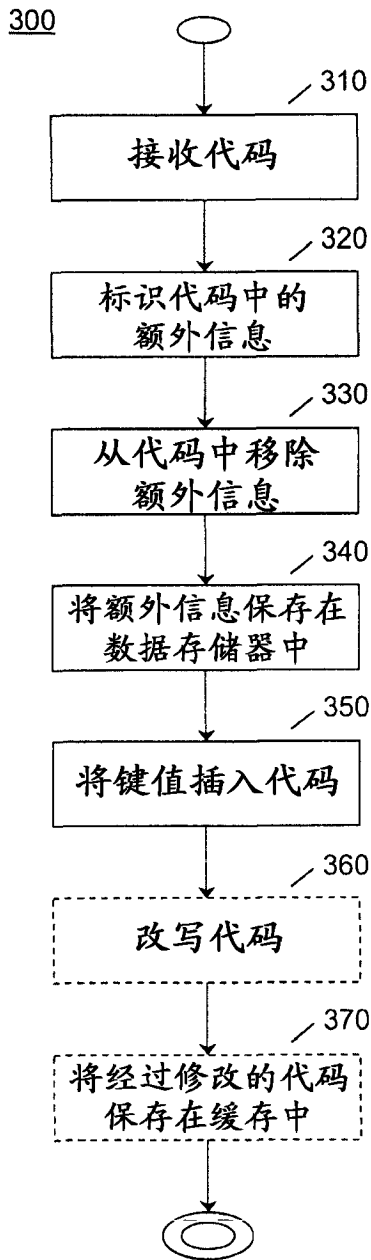 300
310
接收代码
320
标识代码中的
额外信息
330
从代码中移除
额外信息
340
将额外信息保存在
数据存储器中
350
将键值插入代码
360
改写代码
370
将经过修改的代码
保存在缓存中